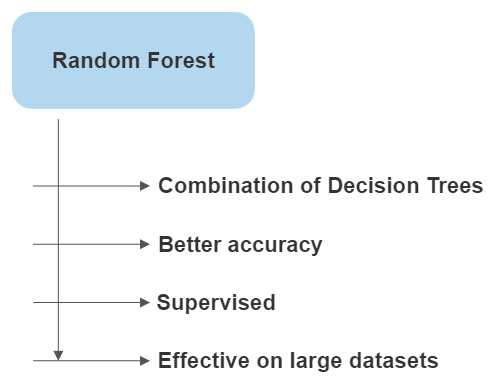 Random Forest
Combination of Decision Trees
Better accuracy
Supervised
Effective on large datasets